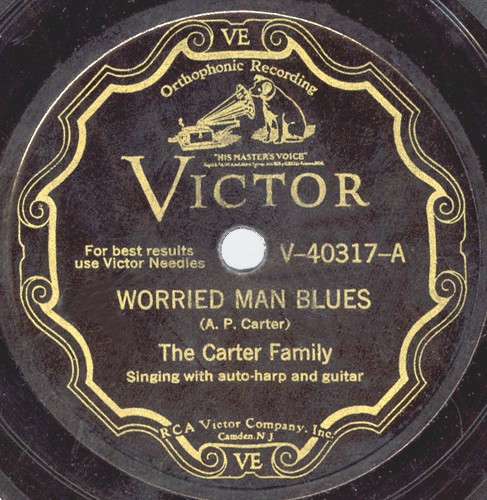 VE
Orthophonic Recording
"HIS MASTER'S VOICE"
VICTOR
For best results
use Victor Needles
V-40317-A
WORRIED MAN BLUES
(A. P. Carter)
The Carter Family
Singing with auto-harp and guitar
RCA Victor Company, Inc.
Camden, N J
VE